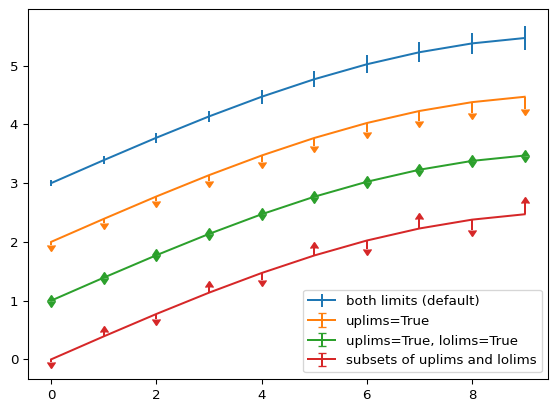 5
4
3
2
1
0
both limits (default)
uplims=True
uplims=True, lolims=True
subsets of uplims and lolims
0 2 4 6 8